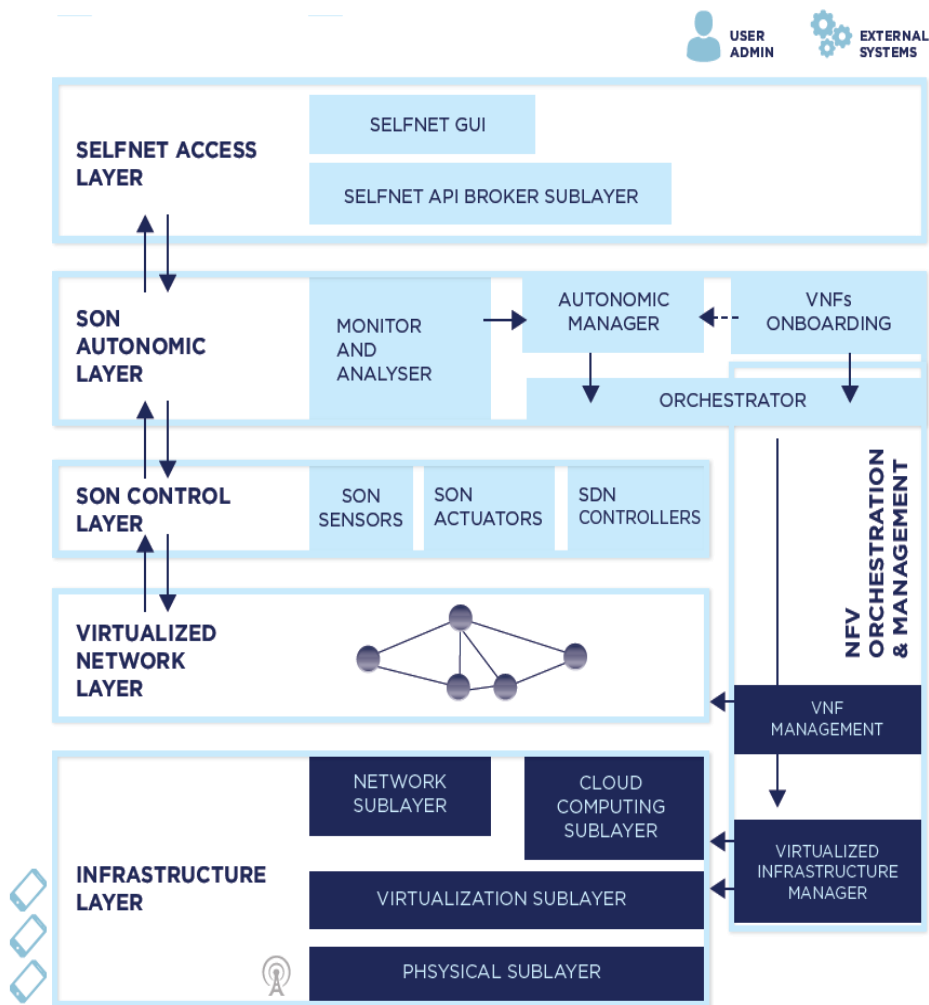 USER
ADMIN
EXTERNAL
SYSTEMS
SELFNET ACCESS
LAYER
SELFNET GUI
SELFNET API BROKER SUBLAYER
SON
AUTONOMIC
LAYER
MONITOR
AND
ANALYSER
AUTONOMIC
MANAGER
VNFs
ONBOARDING
ORCHESTRATOR
SON CONTROL
LAYER
SON
SENSORS
SON
ACTUATORS
SDN
CONTROLLERS
NFV
ORCHESTRATION
& MANAGEMENT
VIRTUALIZED
NETWORK
LAYER
VNF
MANAGEMENT
INFRASTRUCTURE
LAYER
NETWORK
SUBLAYER
CLOUD
COMPUTING
SUBLAYER
VIRTUALIZED
INFRASTRUCTURE
MANAGER
VIRTUALIZATION SUBLAYER
PHSYSICAL SUBLAYER